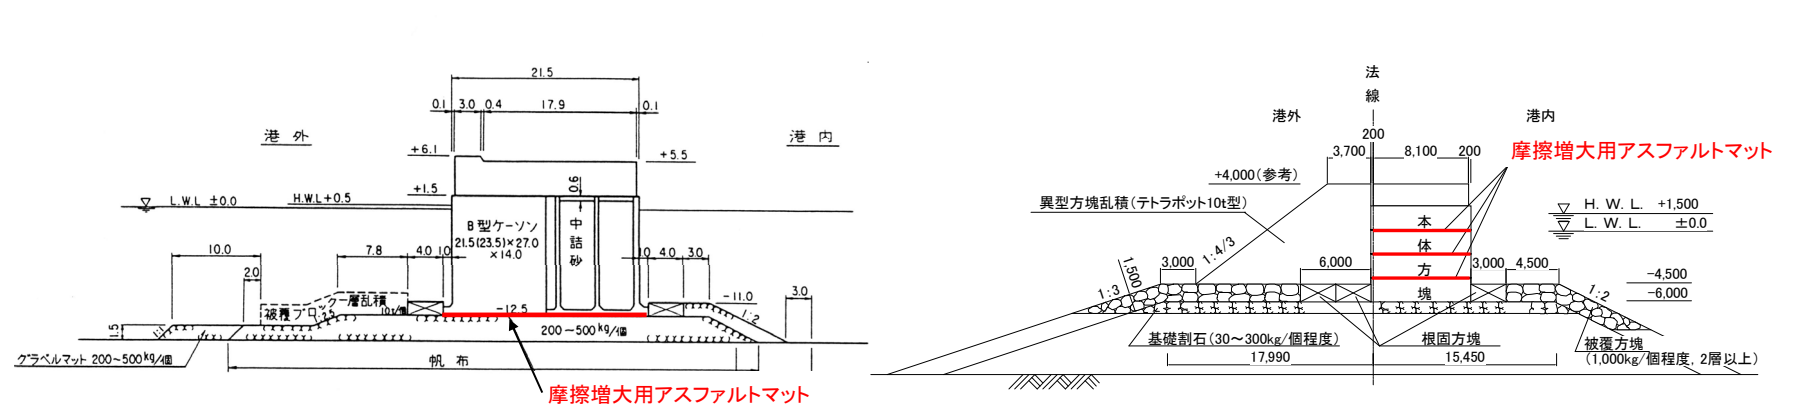 21.5
0.1 3.0 0.4 17.9 0.1
港外
港内
+6.1
+5.5
+1.5
0.6
L.W.L ±0.0
H.W.L+0.5
B型ケーソン
21.5(23.5)×27.0
×14.0
中詰砂
10.0
2.0
7.8
4.0
1.0
1.0
4.0
3.0
被覆ブロック一層乱積
10t/個
-12.5
-11.0
1:2
3.0
1.5
1:1
200~500kg/個
グラベルマット 200~500kg/個
帆布
摩擦増大用アスファルトマット
法線
港外
港内
200
3,700
8,100
200
摩擦増大用アスファルトマット
+4,000(参考)
異型方塊乱積(テトラポット10t型)
H. W. L. +1,500
L. W. L. ±0.0
本体方塊
1:4/3
1,500
1:3
3,000
6,000
3,000
4,500
-4,500
-6,000
1:2
基礎割石(30~300kg/個程度)
根固方塊
被覆方塊
(1,000kg/個程度, 2層以上)
17,990
15,450